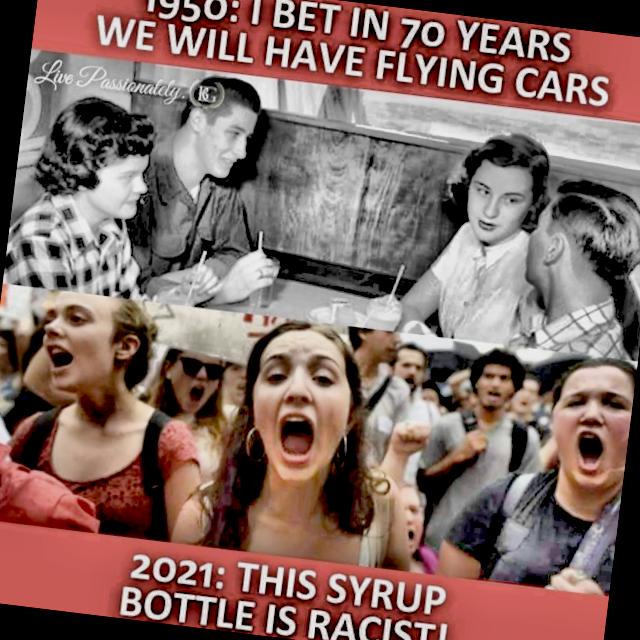 1950: I BET IN 70 YEARS
WE WILL HAVE FLYING CARS
Live Passionately..
2021: THIS SYRUP
BOTTLE IS RACIST!